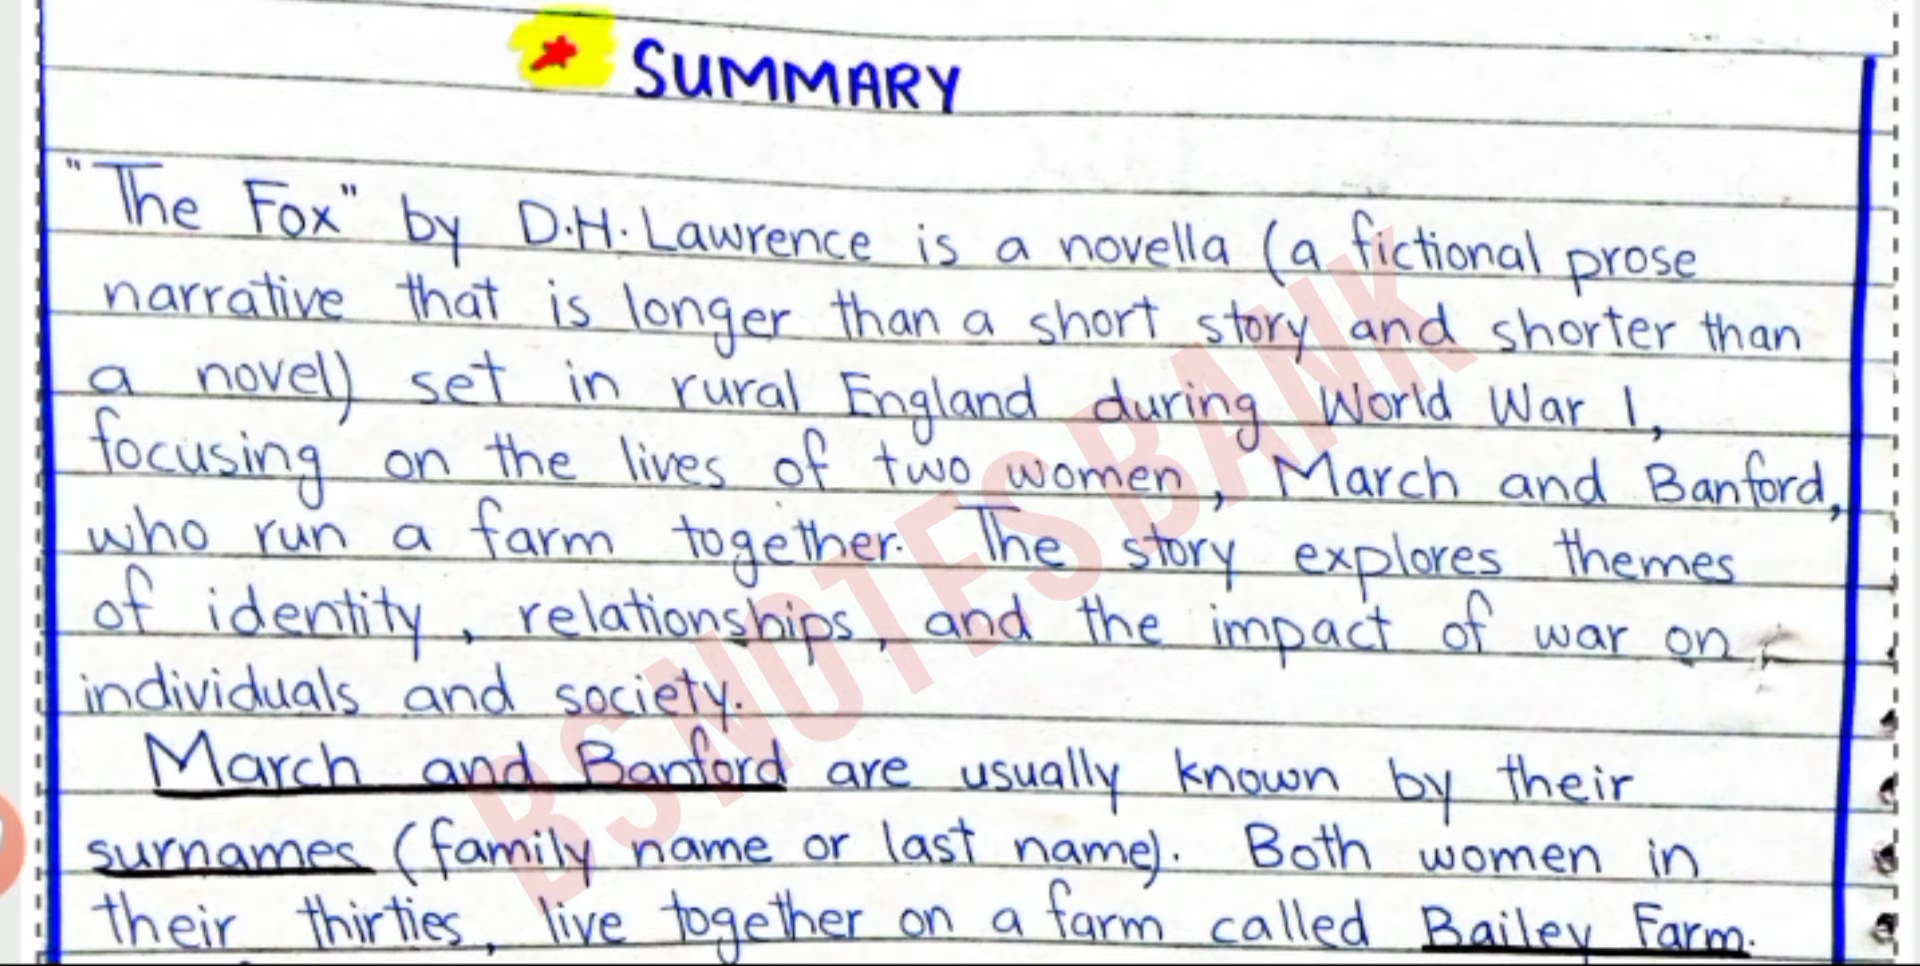 SUMMARY
"The Fox" by D.H. Lawrence is a novella (a fictional prose
narrative that is longer than a short story and shorter than
a novel) set in rural England during World War 1,
focusing on the lives of two women, March and Banford,
who run a farm together. The story explores themes
of identity, relationships, and the impact of war on
individuals and society.
March and Banford are usually known by their
surnames (family name or last name). Both women in
their thirties, live together on a farm called Bailey Farm.
BSNOTESBANK